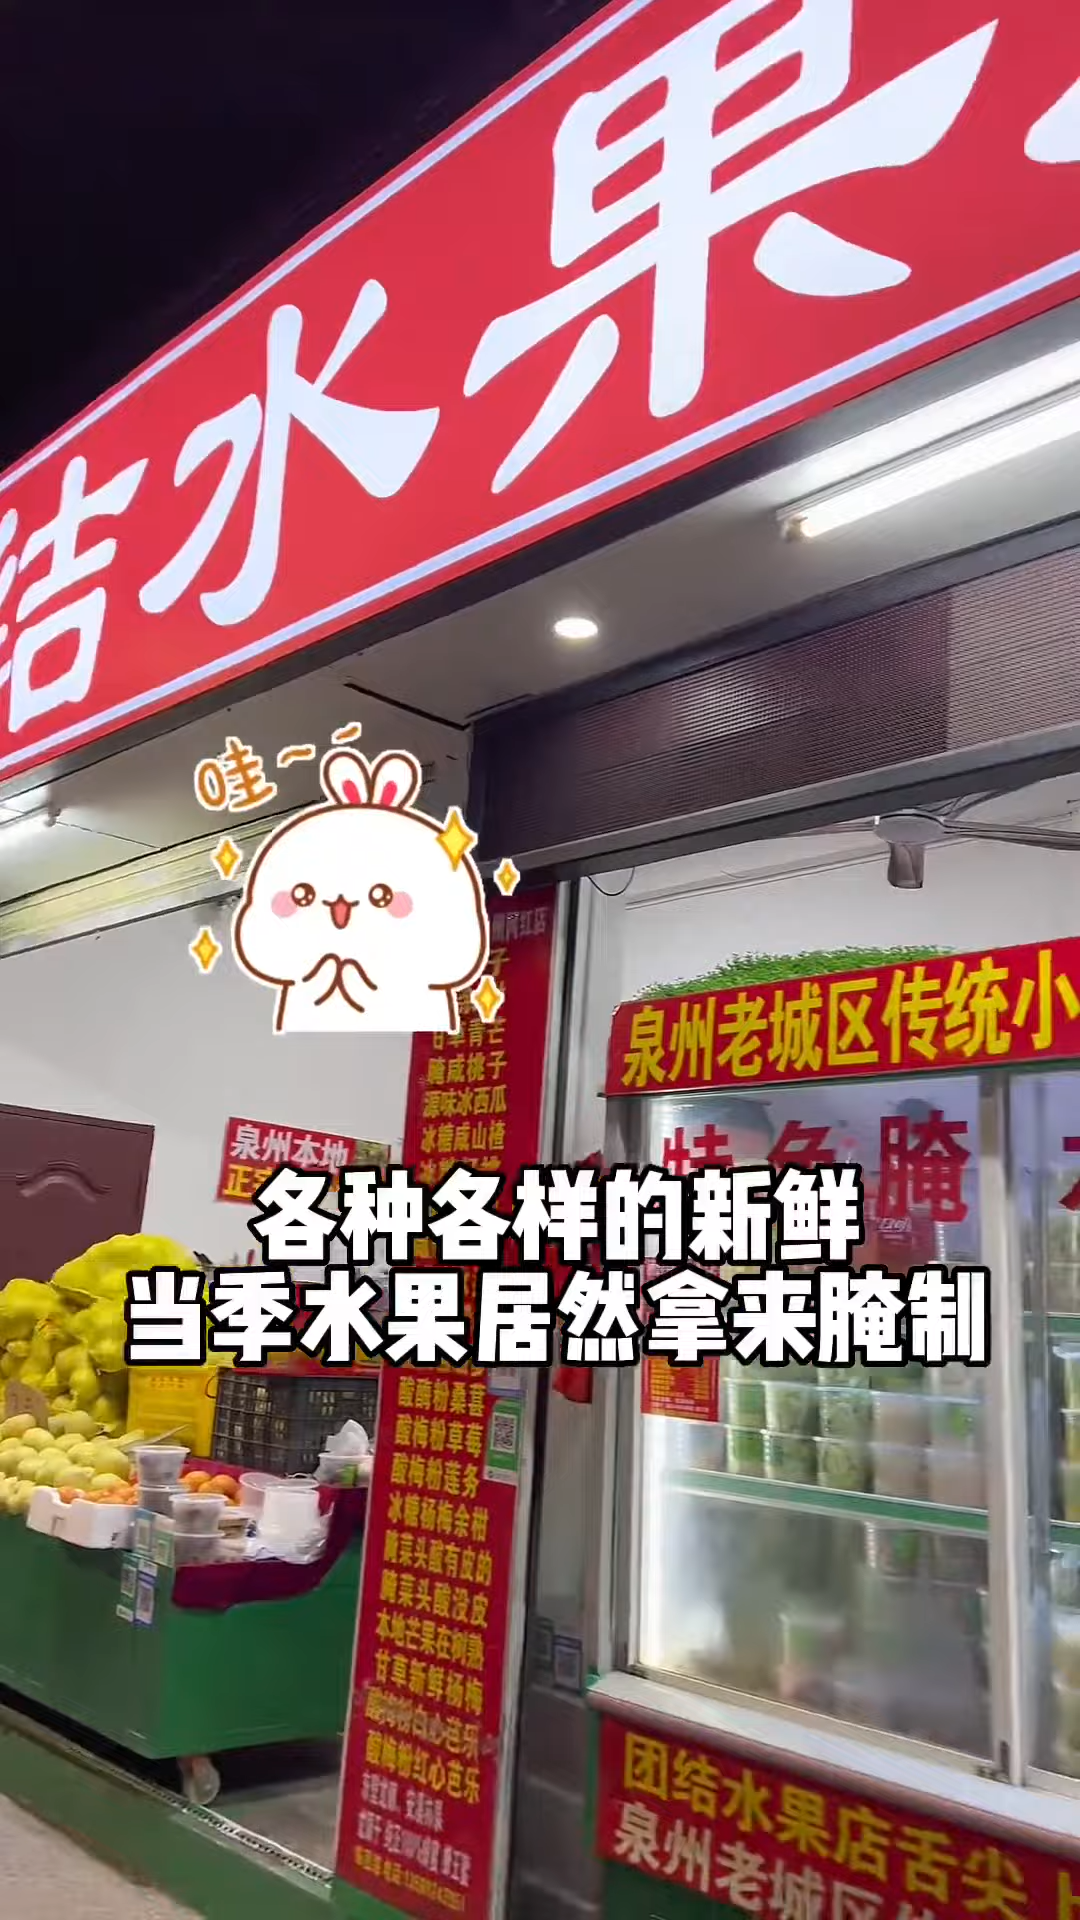 结水果
哇~
泉州老城区传统小
特色腌
甘草青芒
腌咸桃子
源味冰西瓜
冰糖咸山楂
泉州本地
各种各样的新鲜
当季水果居然拿来腌制
酸梅粉草莓
酸梅粉莲务
冰糖杨梅余柑
腌菜头酸有皮的
腌菜头酸没皮
本地芒果在树熟
甘草新鲜杨梅
酸梅粉白心芭乐
酸梅粉红心芭乐
团结水果店舌尖上
泉州老城区传